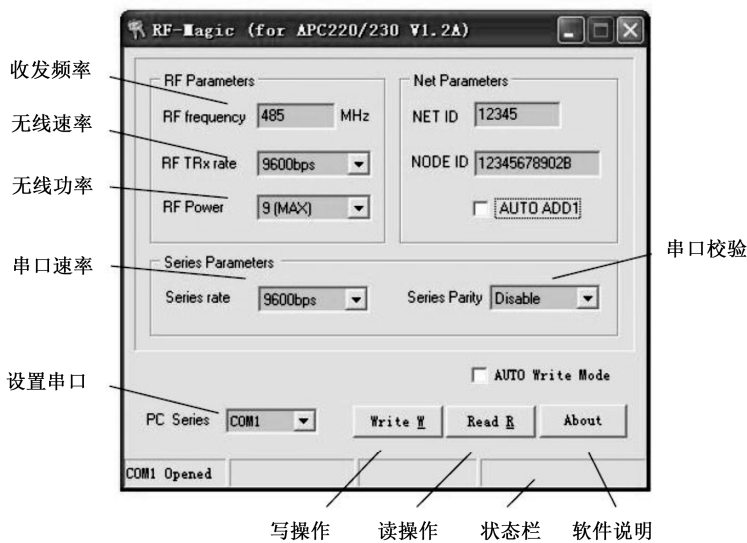 RF-Magic (for APC220/230 V1.2A)
收发频率
RF Parameters
Net Parameters
RF frequency 485 MHz
NET ID 12345
无线速率
RF TRx rate 9600bps
NODE ID 12345678902B
无线功率
RF Power 9 (MAX)
AUTO ADD1
串口校验
串口速率
Series Parameters
Series rate 9600bps
Series Parity Disable
设置串口
AUTO Write Mode
PC Series COM1
Write W
Read R
About
COM1 Opened
写操作
读操作
状态栏
软件说明